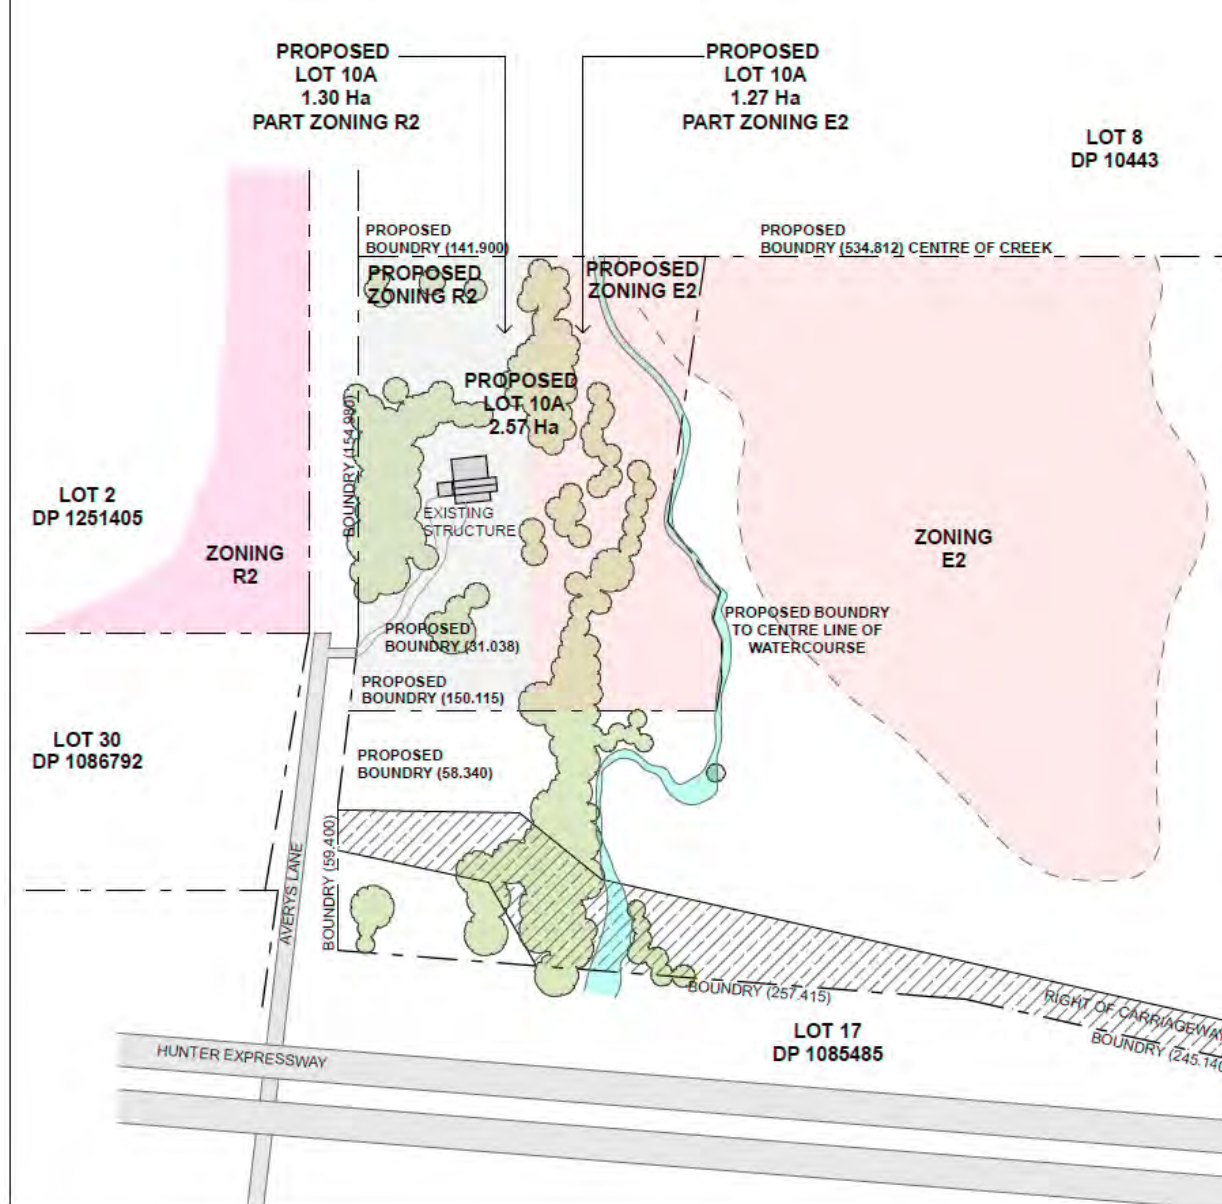 PROPOSED
LOT 10A
1.30 Ha
PART ZONING R2
PROPOSED
LOT 10A
1.27 Ha
PART ZONING E2
LOT 8
DP 10443
PROPOSED
BOUNDRY (141.900)
PROPOSED
BOUNDRY (534.812) CENTRE OF CREEK
PROPOSED
ZONING R2
PROPOSED
ZONING E2
PROPOSED
LOT 10A
2.57 Ha
BOUNDRY (154.980)
LOT 2
DP 1251405
EXISTING
STRUCTURE
ZONING
R2
ZONING
E2
PROPOSED BOUNDRY
TO CENTRE LINE OF
WATERCOURSE
PROPOSED
BOUNDRY (31.038)
PROPOSED
BOUNDRY (150.115)
LOT 30
DP 1086792
PROPOSED
BOUNDRY (58.340)
BOUNDRY (59.400)
AVERYS LANE
BOUNDRY (257.415)
RIGHT OF CARRIAGEWAY
LOT 17
DP 1085485
BOUNDRY (245.140
HUNTER EXPRESSWAY